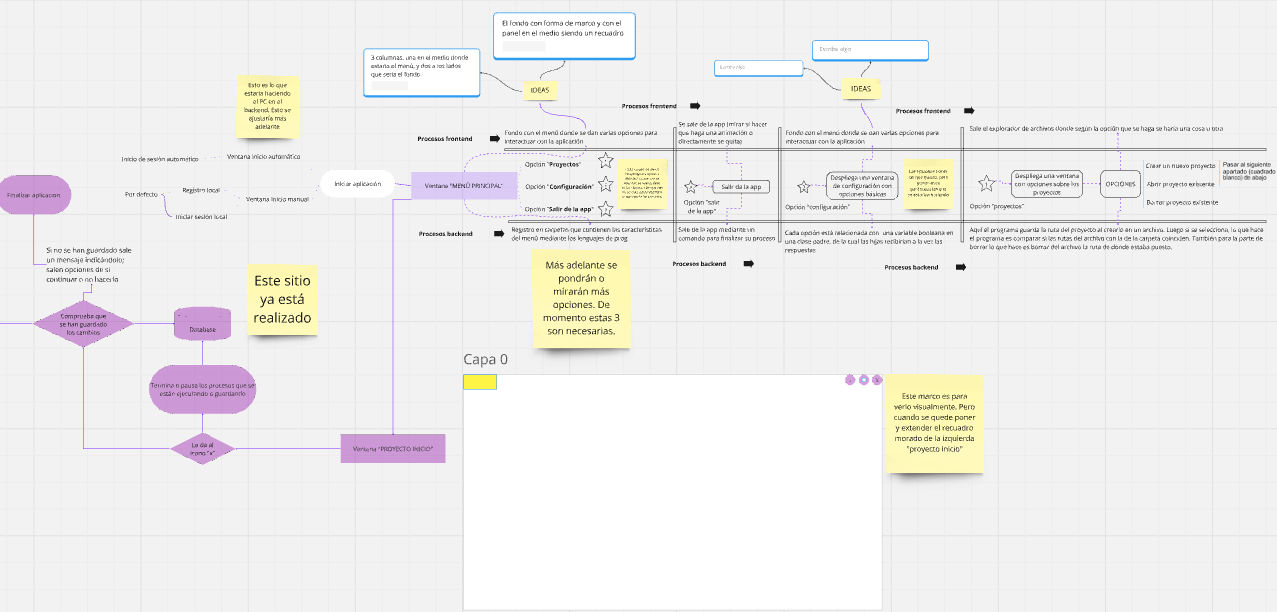 El fondo con forma de marco y con el
panel en el medio siendo un recuadro
3 columnas, una en el medio donde
estaría el menú, y dos a los lados
que sería el fondo
IDEAS
Escriba algo
IDEAS
Esto es lo que
estaría haciendo
el PC en el
backend. Esto se
ajustaría más
adelante
Procesos frontend
Procesos frontend
Procesos frontend
Fondo con el menú donde se dan varias opciones para
interactuar con la aplicación
Se sale de la app (mirar si hacer
que haga una animación o
directamente se quita)
Fondo con el menú donde se dan varias opciones para
interactuar con la aplicación
Sale el explorador de archivos donde según la opción que se haga se haría una cosa u otra
Inicio de sesión automático
Ventana inicio automático
Por defecto
Registro local
Iniciar sesión local
Ventana Inicio manual
Iniciar aplicación
Finalizar aplicación
Ventana "MENÚ PRINCIPAL"
Opción "Proyectos"
Opción "Configuración"
Opción "Salir de la app"
Salir de la app
Opción "salir
de la app"
Despliega una ventana
de configuración con
opciones básicas
Opción "configuración"
Despliega una ventana
con opciones sobre los
proyectos
Opción "proyectos"
OPCIONES
Crear un nuevo proyecto
Abrir proyecto existente
Borrar proyecto existente
Pasar al siguiente
apartado (cuadrado
blanco) de abajo
Procesos backend
Registro en carpetas que contienen las características
del menú mediante los lenguajes de prog
Sale de la app mediante un
comando para finalizar su proceso
Cada opción está relacionada con una variable booleana en
una clase padre, de la cual las hijas recibirían a la vez las
respuestas
Aquí el programa guarda la ruta del proyecto al crearlo en un archivo. Luego si se selecciona, lo que hace
el programa es comparar si las rutas del archivo con la de la carpeta coinciden. También para la parte de
borrar lo que hace es borrar del archivo la ruta de donde estaba puesto.
Procesos backend
Procesos backend
Si no se han guardado sale
un mensaje indicándolo;
salen opciones de si
continuar o no hacerlo
Este sitio
ya está
realizado
Más adelante se
pondrán o
mirarán más
opciones. De
momento estas 3
son necesarias.
Comprueba que
se han guardado
los cambios
Database
Termina o pausa los procesos que se
están ejecutando o guardando
Le da al
icono "x"
Ventana "PROYECTO INICIO"
Capa 0
Este marco es para
verlo visualmente. Pero
cuando se quede poner
y extender el recuadro
morado de la izquierda
"proyecto inicio"